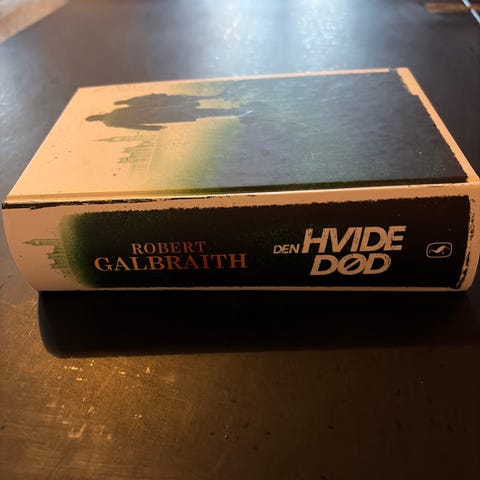 ROBERT
GALBRAITH
DEN HVIDE
DØD